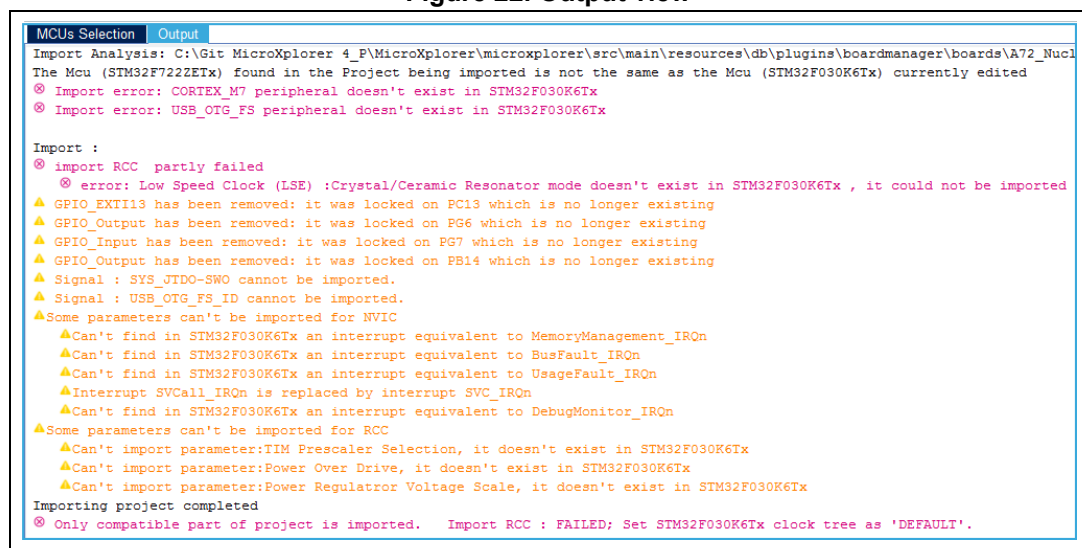 Figure 22. Output view
MCUs Selection Output
Import Analysis: C:\Git MicroXplorer 4_P\MicroXplorer\microxplorer\src\main\resources\db\plugins\boardmanager\boards\A72_Nucl
The Mcu (STM32F722ZETx) found in the Project being imported is not the same as the Mcu (STM32F030K6Tx) currently edited
Import error: CORTEX_M7 peripheral doesn't exist in STM32F030K6Tx
Import error: USB_OTG_FS peripheral doesn't exist in STM32F030K6Tx
Import :
import RCC partly failed
error: Low Speed Clock (LSE) :Crystal/Ceramic Resonator mode doesn't exist in STM32F030K6Tx , it could not be imported
GPIO_EXTI13 has been removed: it was locked on PC13 which is no longer existing
GPIO_Output has been removed: it was locked on PG6 which is no longer existing
GPIO_Input has been removed: it was locked on PG7 which is no longer existing
GPIO_Output has been removed: it was locked on PB14 which is no longer existing
Signal : SYS_JTDO-SWO cannot be imported.
Signal : USB_OTG_FS_ID cannot be imported.
Some parameters can't be imported for NVIC
Can't find in STM32F030K6Tx an interrupt equivalent to MemoryManagement_IRQn
Can't find in STM32F030K6Tx an interrupt equivalent to BusFault_IRQn
Can't find in STM32F030K6Tx an interrupt equivalent to UsageFault_IRQn
Interrupt SVCall_IRQn is replaced by interrupt SVC_IRQn
Can't find in STM32F030K6Tx an interrupt equivalent to DebugMonitor_IRQn
Some parameters can't be imported for RCC
Can't import parameter:TIM Prescaler Selection, it doesn't exist in STM32F030K6Tx
Can't import parameter:Power Over Drive, it doesn't exist in STM32F030K6Tx
Can't import parameter:Power Regulatror Voltage Scale, it doesn't exist in STM32F030K6Tx
Importing project completed
Only compatible part of project is imported. Import RCC : FAILED; Set STM32F030K6Tx clock tree as 'DEFAULT'.